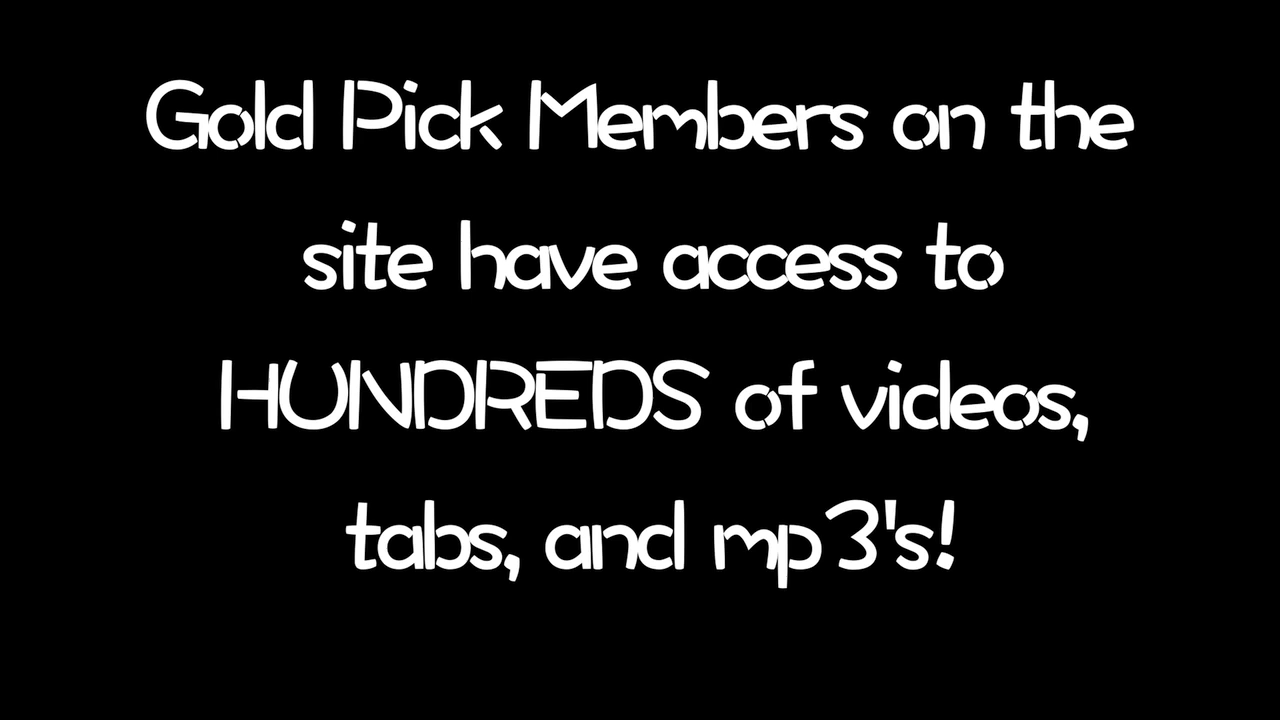 Gold Pick Members on the
site have access to
HUNDREDS of videos,
tabs, and mp3's!